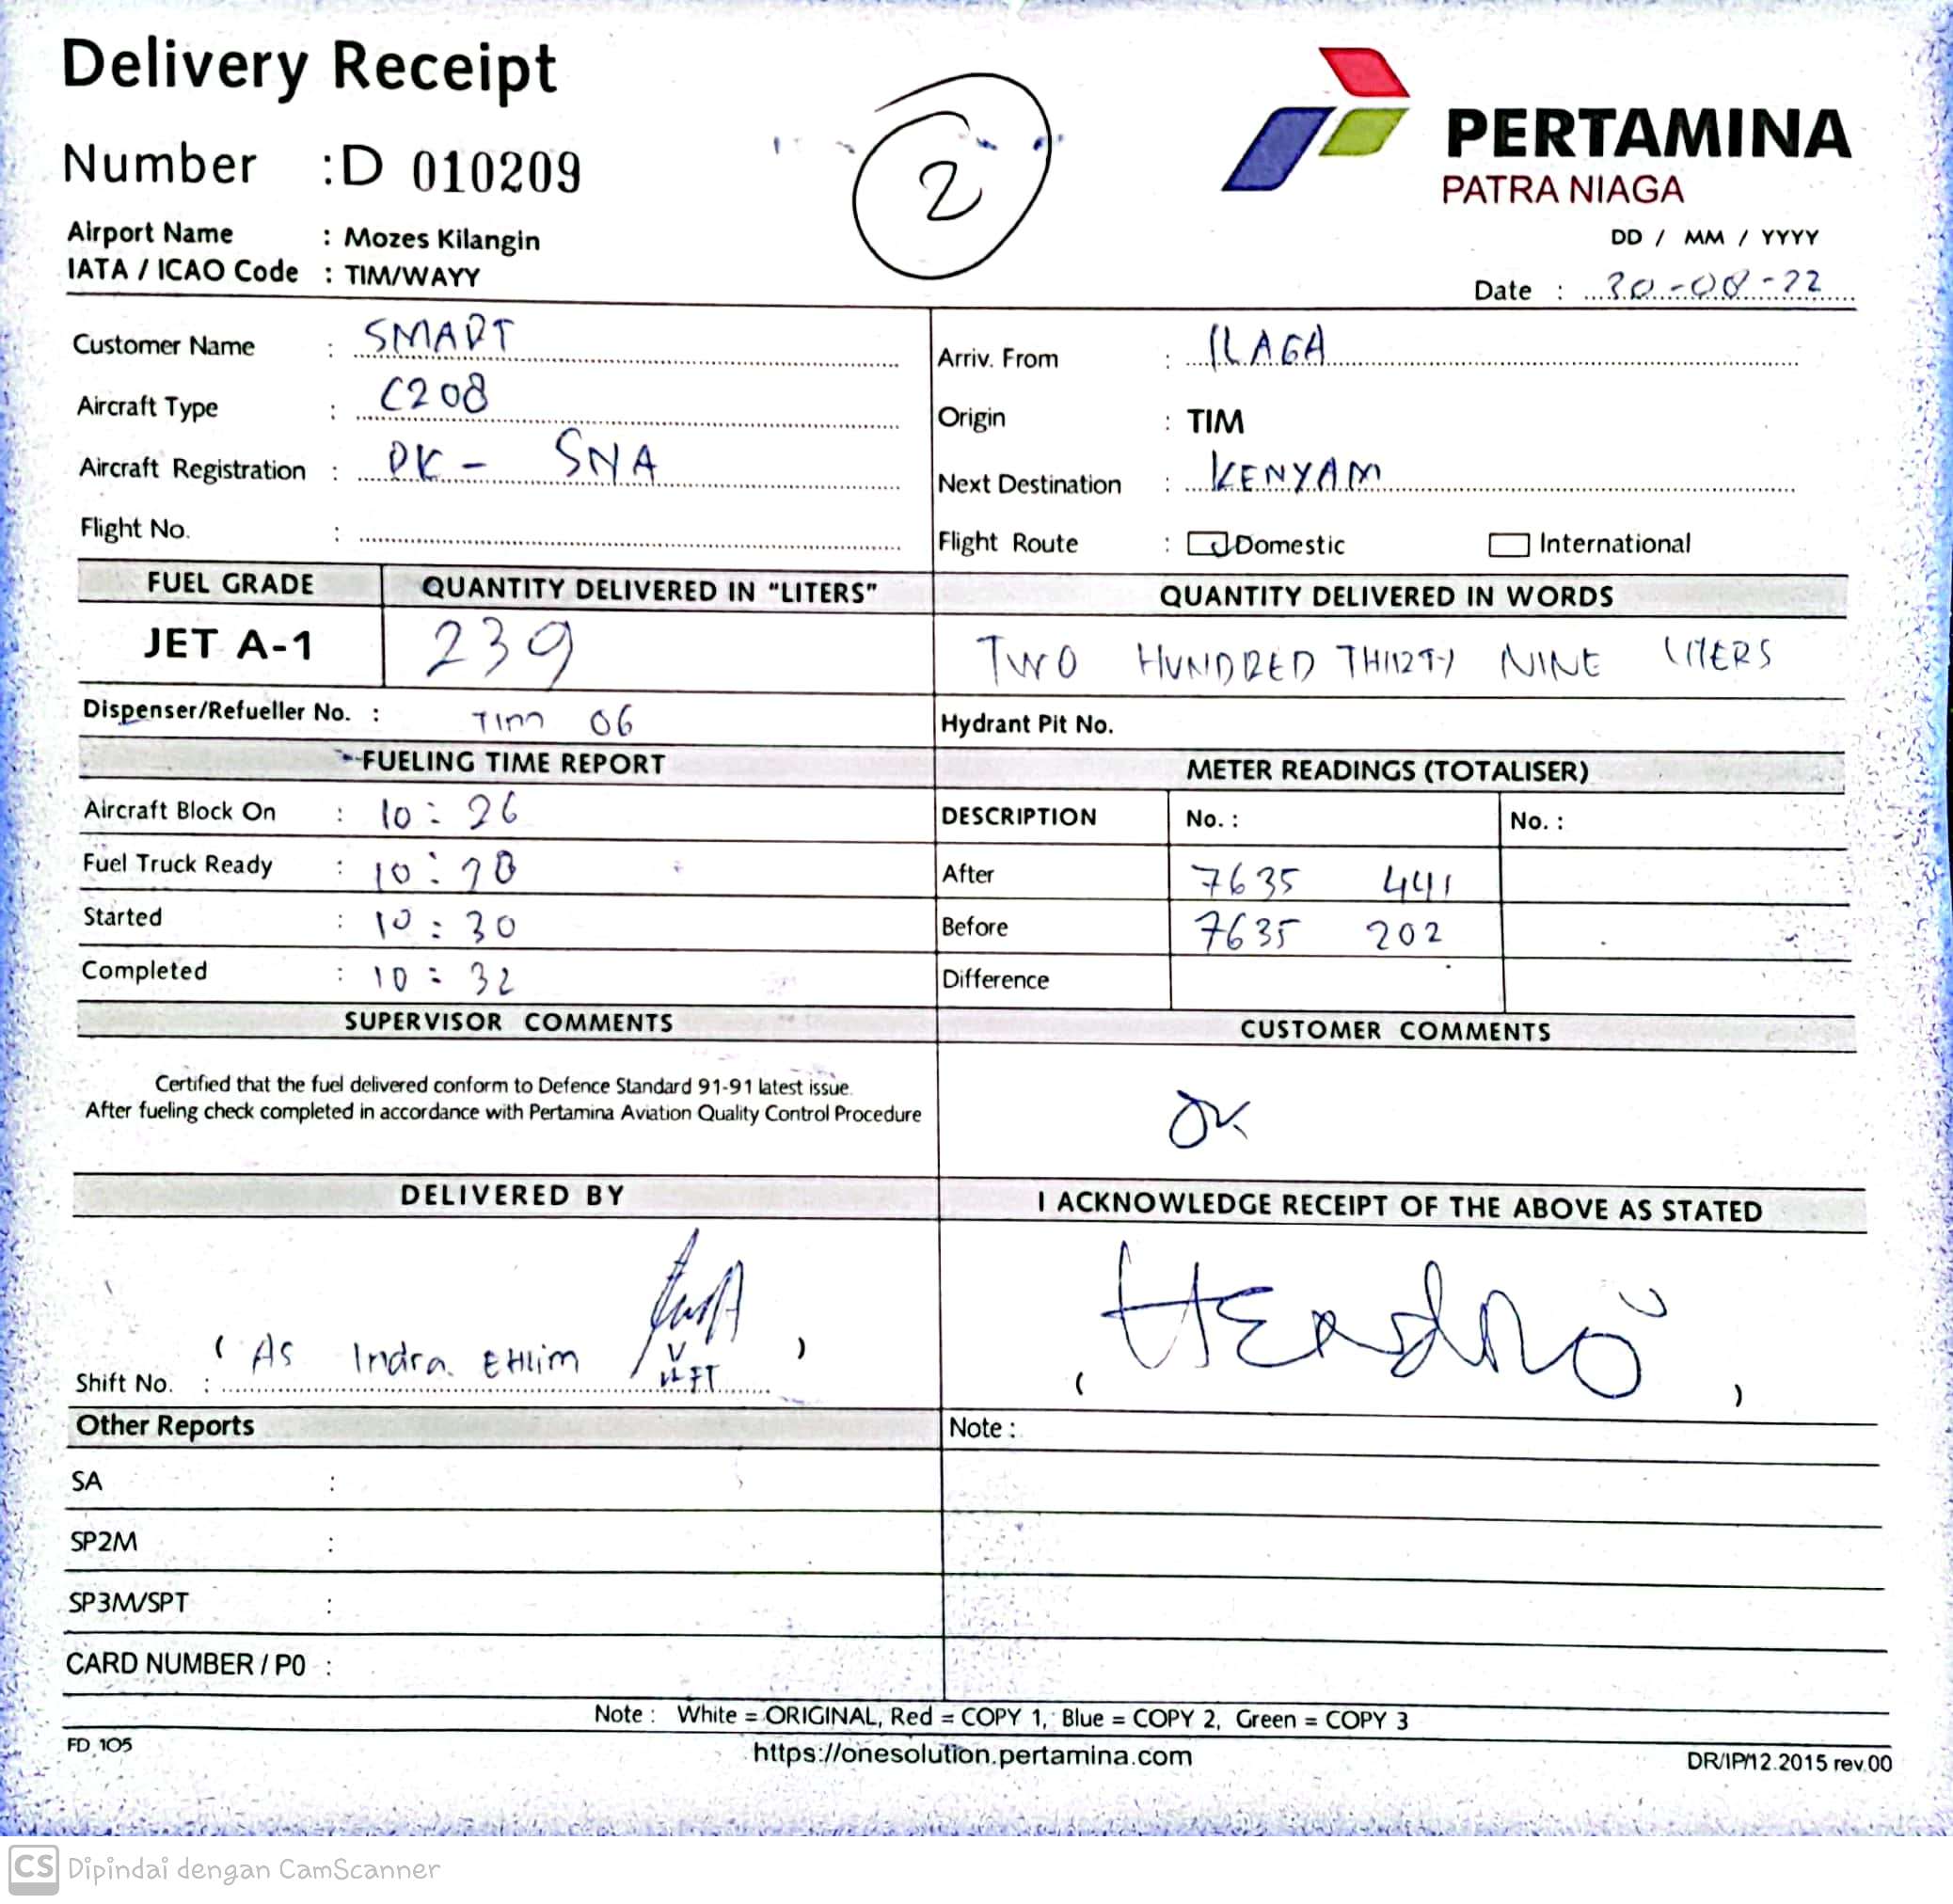 Delivery Receipt
2
PERTAMINA
PATRA NIAGA
Number :D 010209
Airport Name : Mozes Kilangin
IATA / ICAO Code : TIM/WAYY
DD / MM / YYYY
Date : 30-08-22
Customer Name : SMART
Aircraft Type : C208
Aircraft Registration : PK - SNA
Flight No. :
Arriv. From : ILAGA
Origin : TIM
Next Destination : KENYAM
Flight Route : Domestic International
FUEL GRADE QUANTITY DELIVERED IN "LITERS" QUANTITY DELIVERED IN WORDS
JET A-1 239 TWO HUNDRED THIRTY NINE LITERS
Dispenser/Refueller No. : TIM 06 Hydrant Pit No.
FUELING TIME REPORT
Aircraft Block On : 10 : 26
Fuel Truck Ready : 10 : 28
Started : 10 : 30
Completed : 10 : 32
METER READINGS (TOTALISER)
DESCRIPTION No. : No. :
After 7635 441
Before 7635 202
Difference
SUPERVISOR COMMENTS
Certified that the fuel delivered conform to Defence Standard 91-91 latest issue.
After fueling check completed in accordance with Pertamina Aviation Quality Control Procedure
CUSTOMER COMMENTS
OK
DELIVERED BY
( As Indra
)
Shift No. :
I ACKNOWLEDGE RECEIPT OF THE ABOVE AS STATED
( Hendro )
Other Reports
SA :
SP2M :
SP3M/SPT :
CARD NUMBER / P0 :
Note :
Note : White = ORIGINAL, Red = COPY 1, Blue = COPY 2, Green = COPY 3
FD 105
https://onesolution.pertamina.com
DR/IP/12.2015 rev.00
CS Dipindai dengan CamScanner